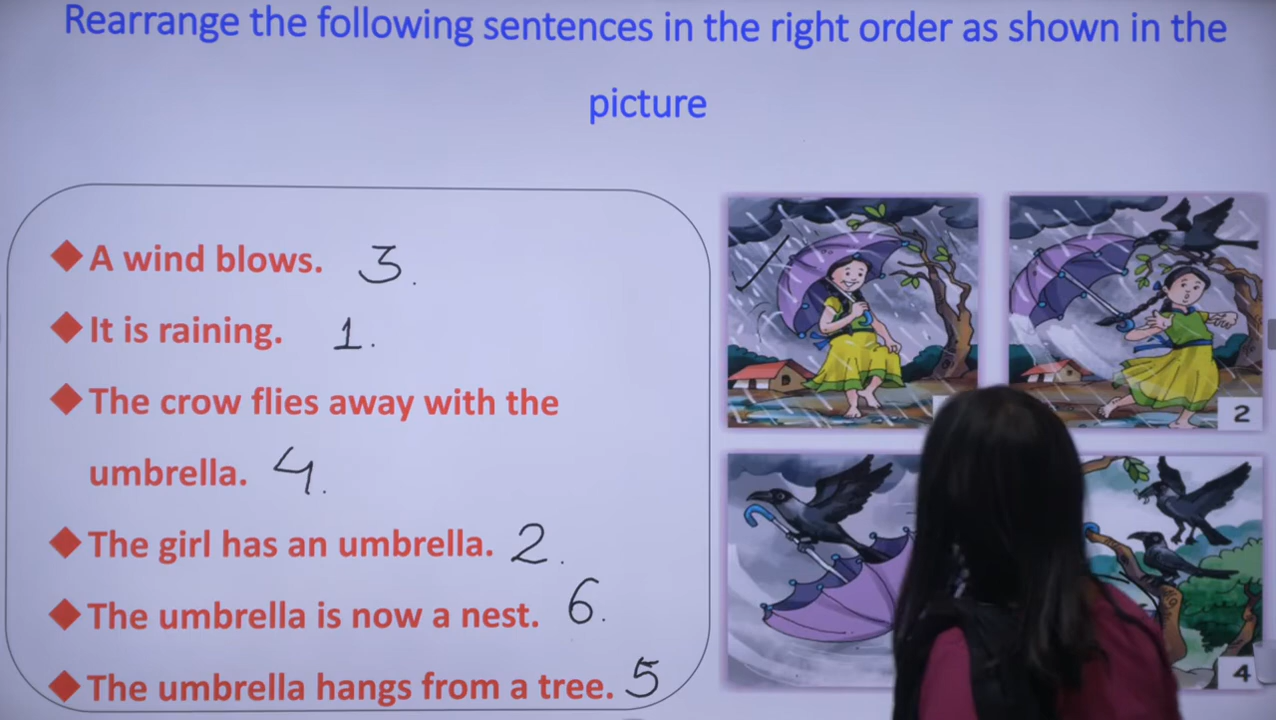 Rearrange the following sentences in the right order as shown in the
picture
A wind blows. 3.
It is raining. 1.
The crow flies away with the
umbrella. 4.
The girl has an umbrella. 2.
The umbrella is now a nest. 6.
The umbrella hangs from a tree. 5
2
4